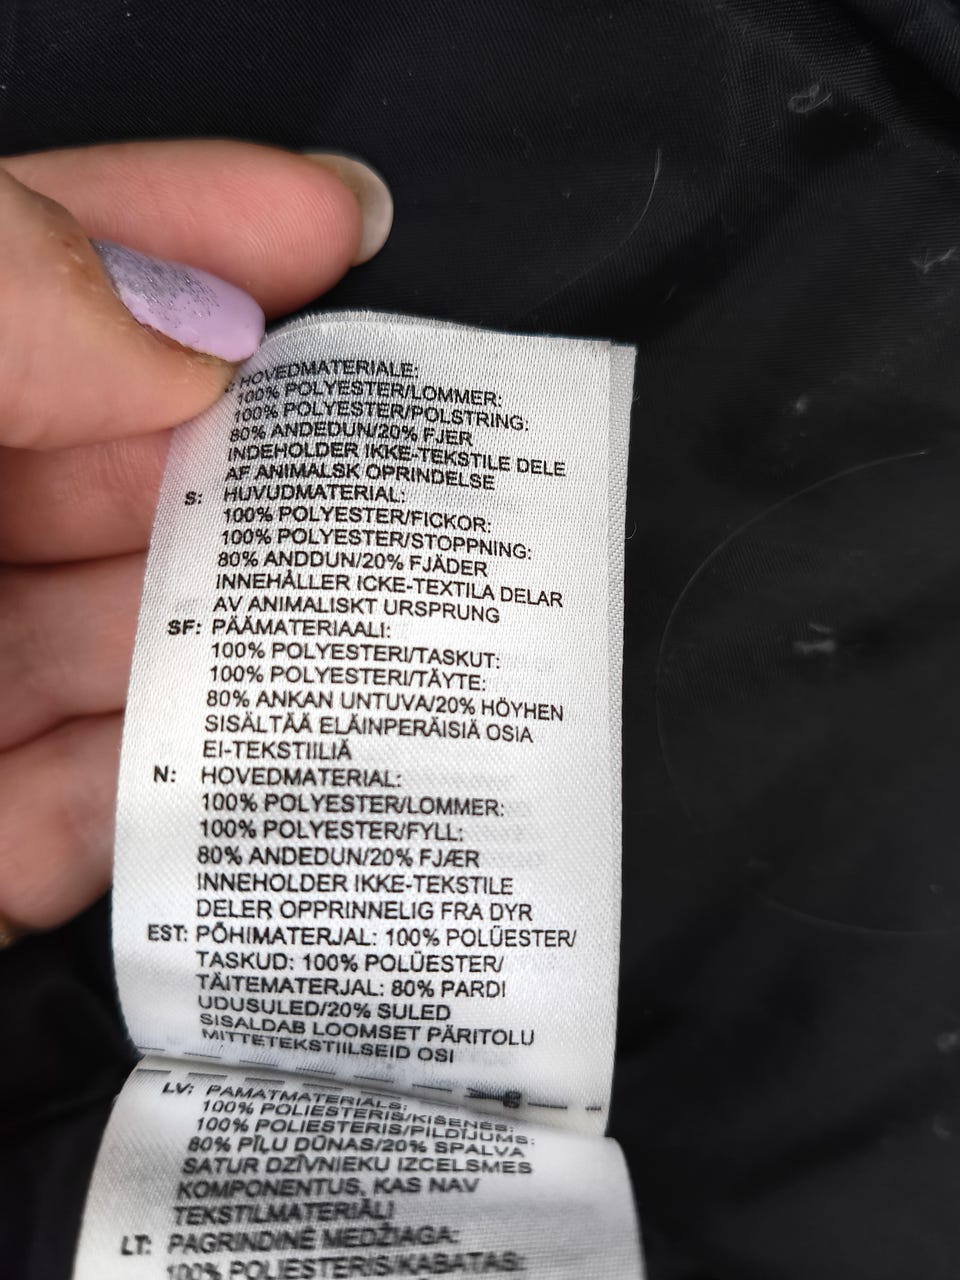 HOVEDMATERIALE:
100% POLYESTER/LOMMER:
100% POLYESTER/POLSTRING:
80% ANDEDUN/20% FJER
INDEHOLDER IKKE-TEKSTILE DELE
AF ANIMALSK OPRINDELSE
S: HUVUDMATERIAL:
100% POLYESTER/FICKOR:
100% POLYESTER/STOPPNING:
80% ANDDUN/20% FJÄDER
INNEHÅLLER ICKE-TEXTILA DELAR
AV ANIMALISKT URSPRUNG
SF: PÄÄMATERIAALI:
100% POLYESTERI/TASKUT:
100% POLYESTERI/TÄYTE:
80% ANKAN UNTUVA/20% HÖYHEN
SISÄLTÄÄ ELÄINPERÄISIÄ OSIA
EI-TEKSTIILIÄ
N: HOVEDMATERIAL:
100% POLYESTER/LOMMER:
100% POLYESTER/FYLL:
80% ANDEDUN/20% FJÆR
INNEHOLDER IKKE-TEKSTILE
DELER OPPRINNELIG FRA DYR
EST: PÕHIMATERJAL: 100% POLÜESTER/
TASKUD: 100% POLÜESTER/
TÄITEMATERJAL: 80% PARDI
UDUSULED/20% SULED
SISALDAB LOOMSET PÄRITOLU
MITTETEKSTIILSEID OSI
LV: PAMATMATERIALS:
100% POLIESTERIS/KIŠENES:
100% POLIESTERIS/PILDĪJUMS:
80% PĪĻU DŪNAS/20% SPALVA
SATUR DZĪVNIEKU IZCELSMES
KOMPONENTUS, KAS NAV
TEKSTILMATERIĀLI
LT: PAGRINDINĖ MEDŽIAGA:
100% POLIESTERIS/KABATAS: